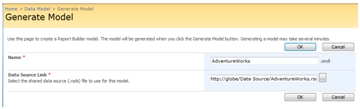 Home > Data Model > Generate Model
Generate Model
Use this page to create a Report Builder model. The model will be generated when you click the Generate Model button. Generating a model may take several minutes.
OK Cancel
Name *
AdventureWorks .smdl
Data Source Link *
Select the shared data source (.rsds) file to use for this model.
http://globe/Data Source/AdventureWorks.rs ...
OK Cancel